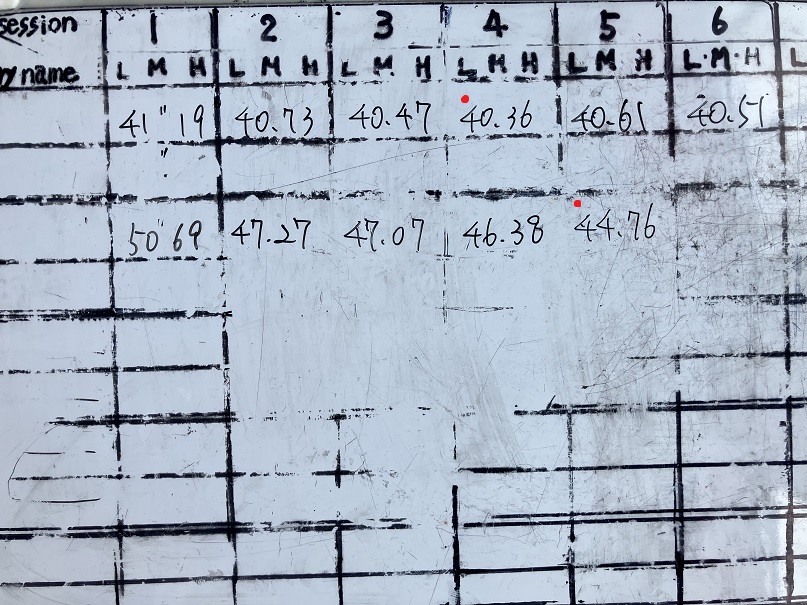 session 1 2 3 4 5 6
name L M H L M H L M H L M H L M H L·M·H L
41"19 40.73 40.47 40.36 40.61 40.51
"
50"69 47.27 47.07 46.38 44.76